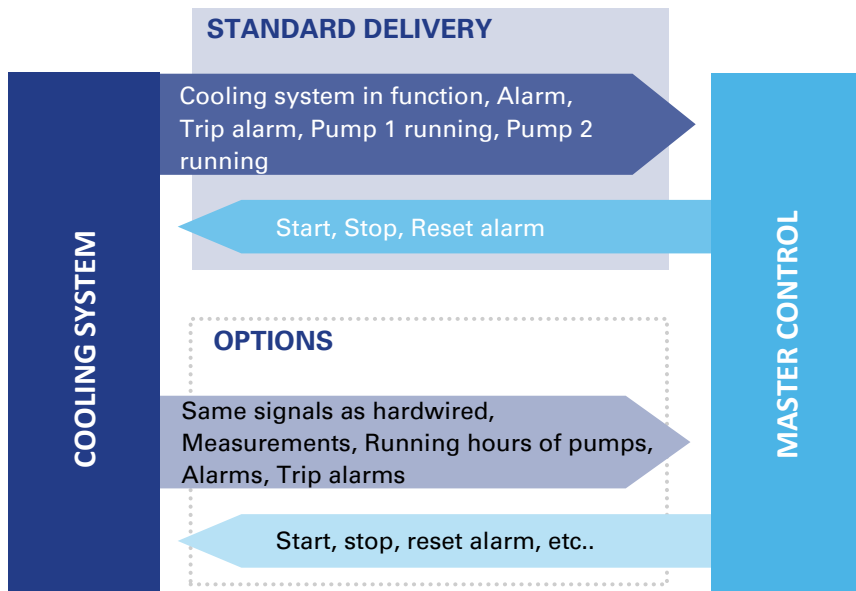 STANDARD DELIVERY
Cooling system in function, Alarm,
Trip alarm, Pump 1 running, Pump 2
running
Start, Stop, Reset alarm
COOLING SYSTEM
MASTER CONTROL
OPTIONS
Same signals as hardwired,
Measurements, Running hours of pumps,
Alarms, Trip alarms
Start, stop, reset alarm, etc..